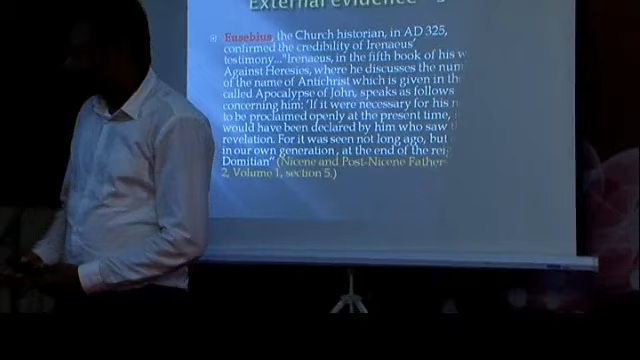 External evidence
Eusebius, the Church historian, in AD 325,
confirmed the credibility of Irenaeus'
testimony..."Irenaeus, in the fifth book of his
Against Heresies, where he discusses the
of the name of Antichrist which is given in
called Apocalypse of John, speaks as follows
concerning him: 'If it were necessary for his
to be proclaimed openly at the present time,
would have been declared by him who saw
revelation. For it was seen not long ago, but
in our own generation, at the end of the
Domitian" (Nicene and Post-Nicene
2, Volume 1, section 5.)